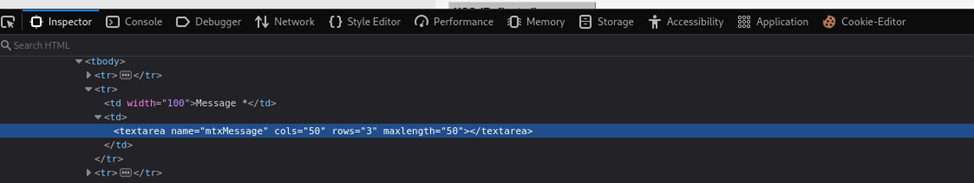 Inspector Console Debugger Network Style Editor Performance Memory Storage Accessibility Application Cookie-Editor
Search HTML
<tbody>
<tr> </tr>
<tr>
<td width="100">Message *</td>
<td>
<textarea name="mtxMessage" cols="50" rows="3" maxlength="50"></textarea>
</td>
</tr>
<tr> </tr>